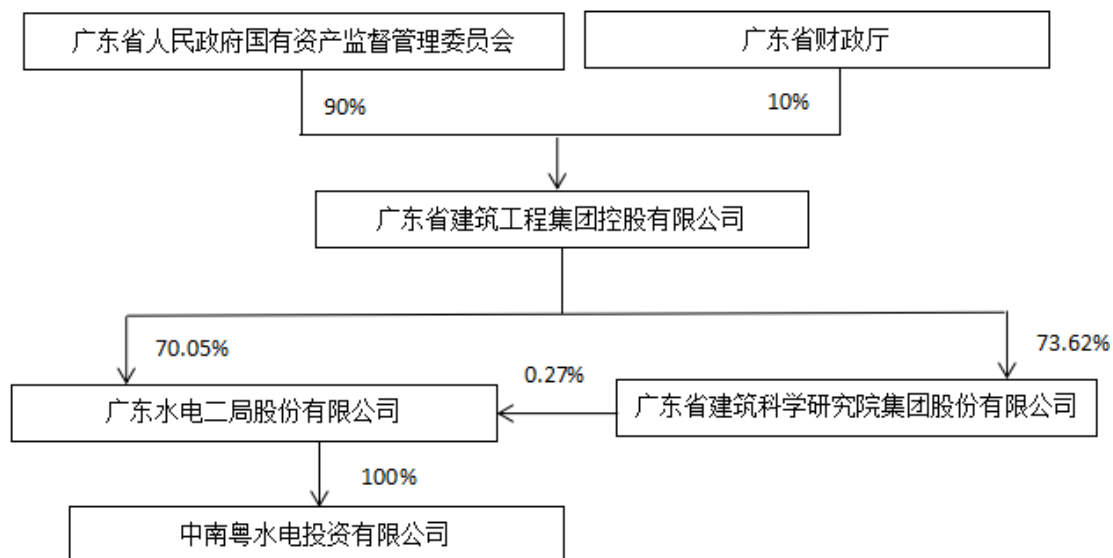 广东省人民政府国有资产监督管理委员会
广东省财政厅
90%
10%
广东省建筑工程集团控股有限公司
70.05%
73.62%
0.27%
广东水电二局股份有限公司
广东省建筑科学研究院集团股份有限公司
100%
中南粤水电投资有限公司